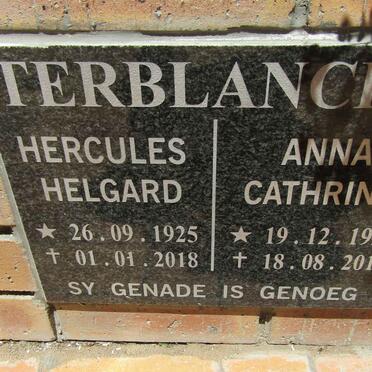 TERBLANCH
HERCULES ANNA
HELGARD CATHRIN
★ 26.09.1925 ★ 19.12.19
✝ 01.01.2018 ✝ 18.08.201
SY GENADE IS GENOEG